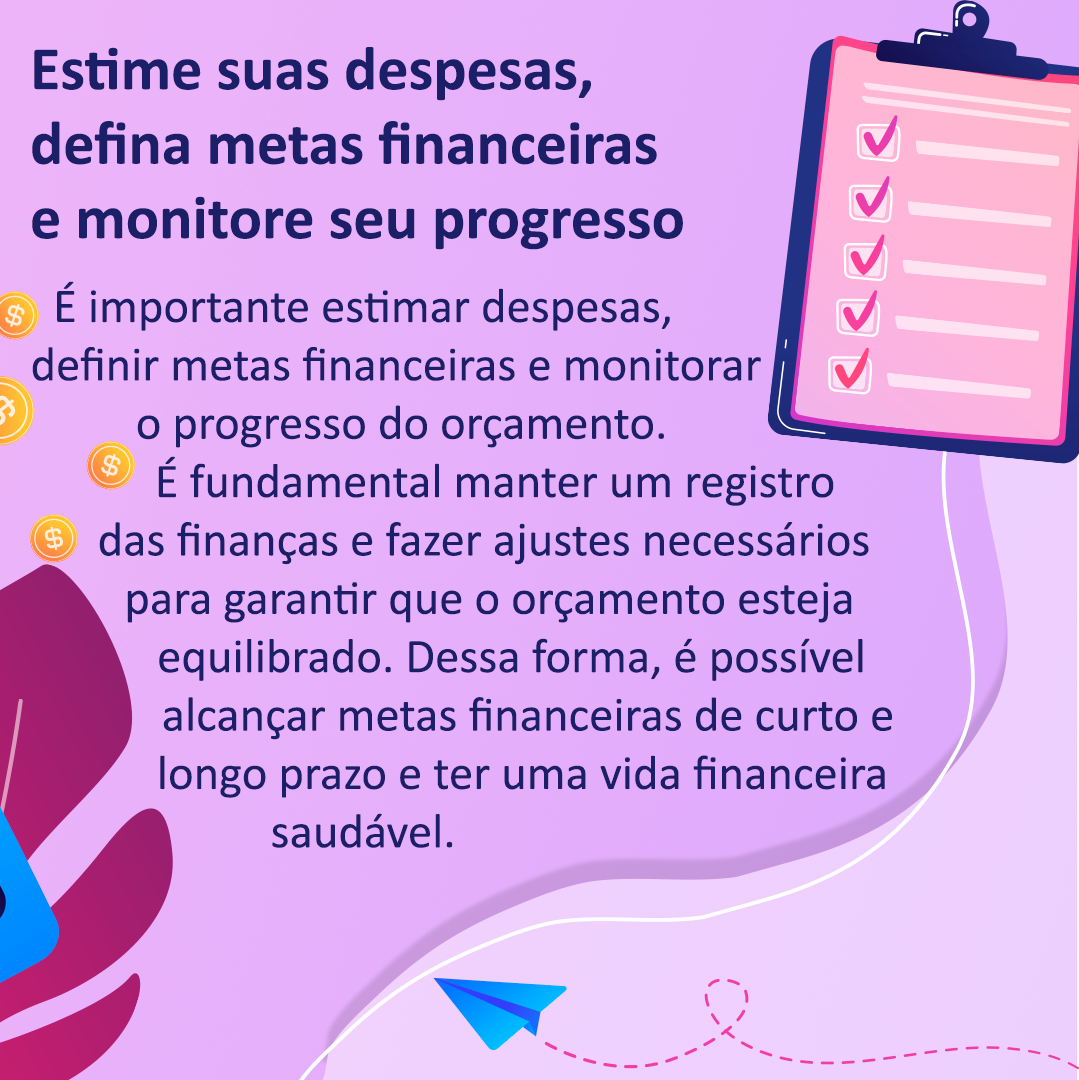 Estime suas despesas,
defina metas financeiras
e monitore seu progresso
É importante estimar despesas,
definir metas financeiras e monitorar
o progresso do orçamento.
É fundamental manter um registro
das finanças e fazer ajustes necessários
para garantir que o orçamento esteja
equilibrado. Dessa forma, é possível
alcançar metas financeiras de curto e
longo prazo e ter uma vida financeira
saudável.